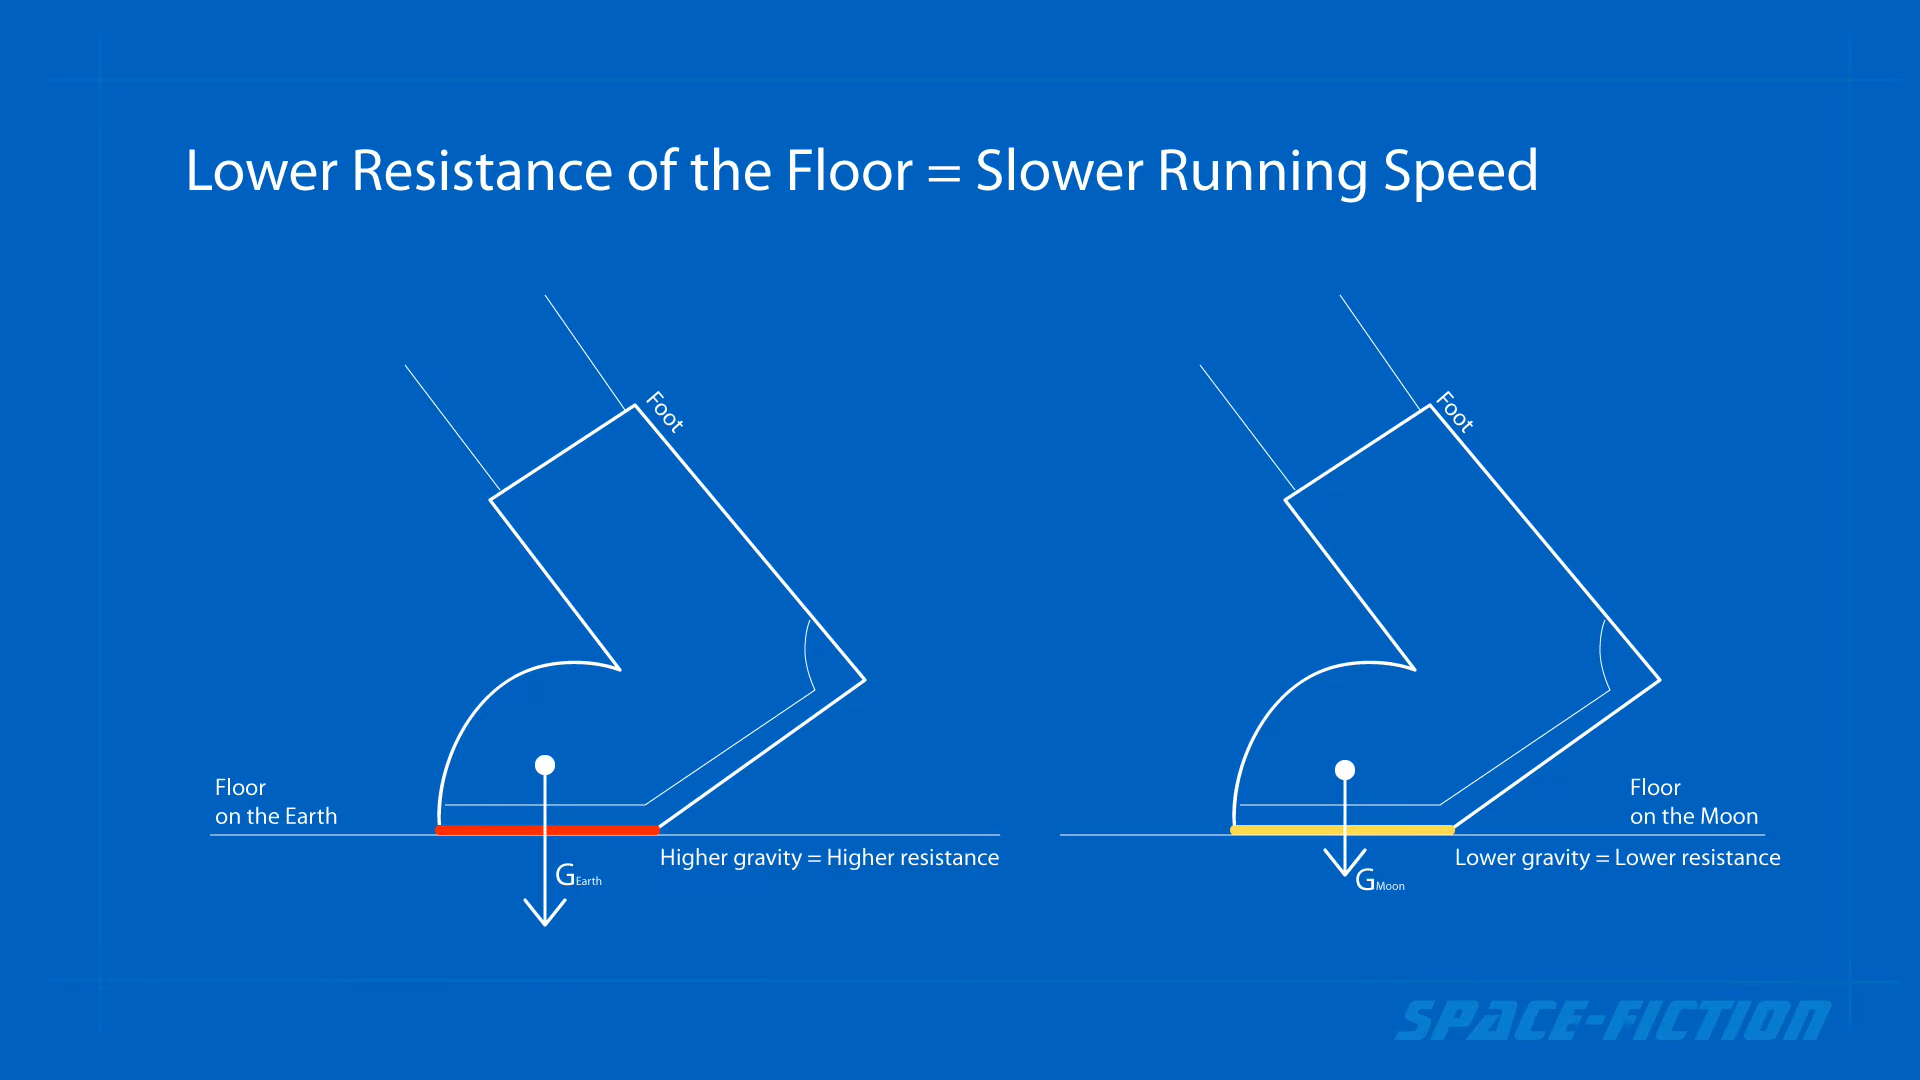 Lower Resistance of the Floor = Slower Running Speed
Foot
Foot
Floor
on the Earth
Floor
on the Moon
Higher gravity = Higher resistance
Lower gravity = Lower resistance
GEarth
GMoon
SPACE-FICTION